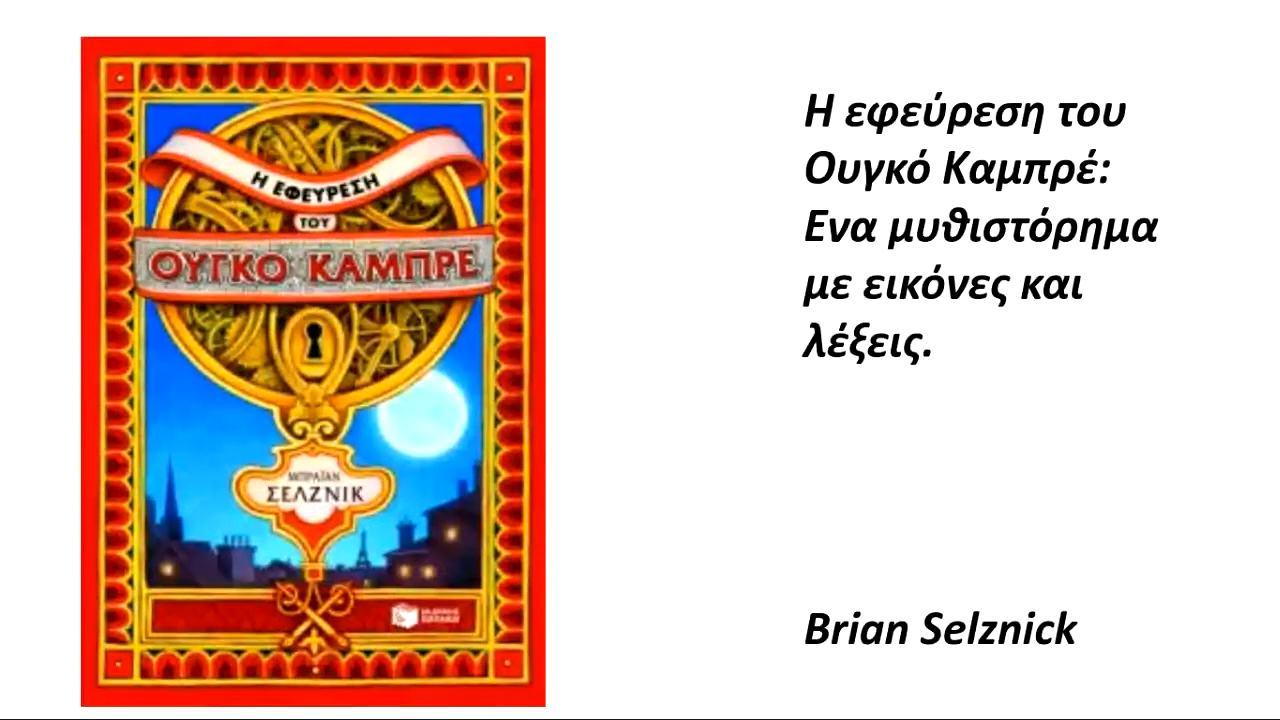 Η ΕΦΕΥΡΕΣΗ
ΤΟΥ
ΟΥΓΚΟ ΚΑΜΠΡΕ
ΜΠΡΑΪΑΝ
ΣΕΛΖΝΙΚ
Η εφεύρεση του
Ουγκό Καμπρέ:
Ενα μυθιστόρημα
με εικόνες και
λέξεις.
Brian Selznick